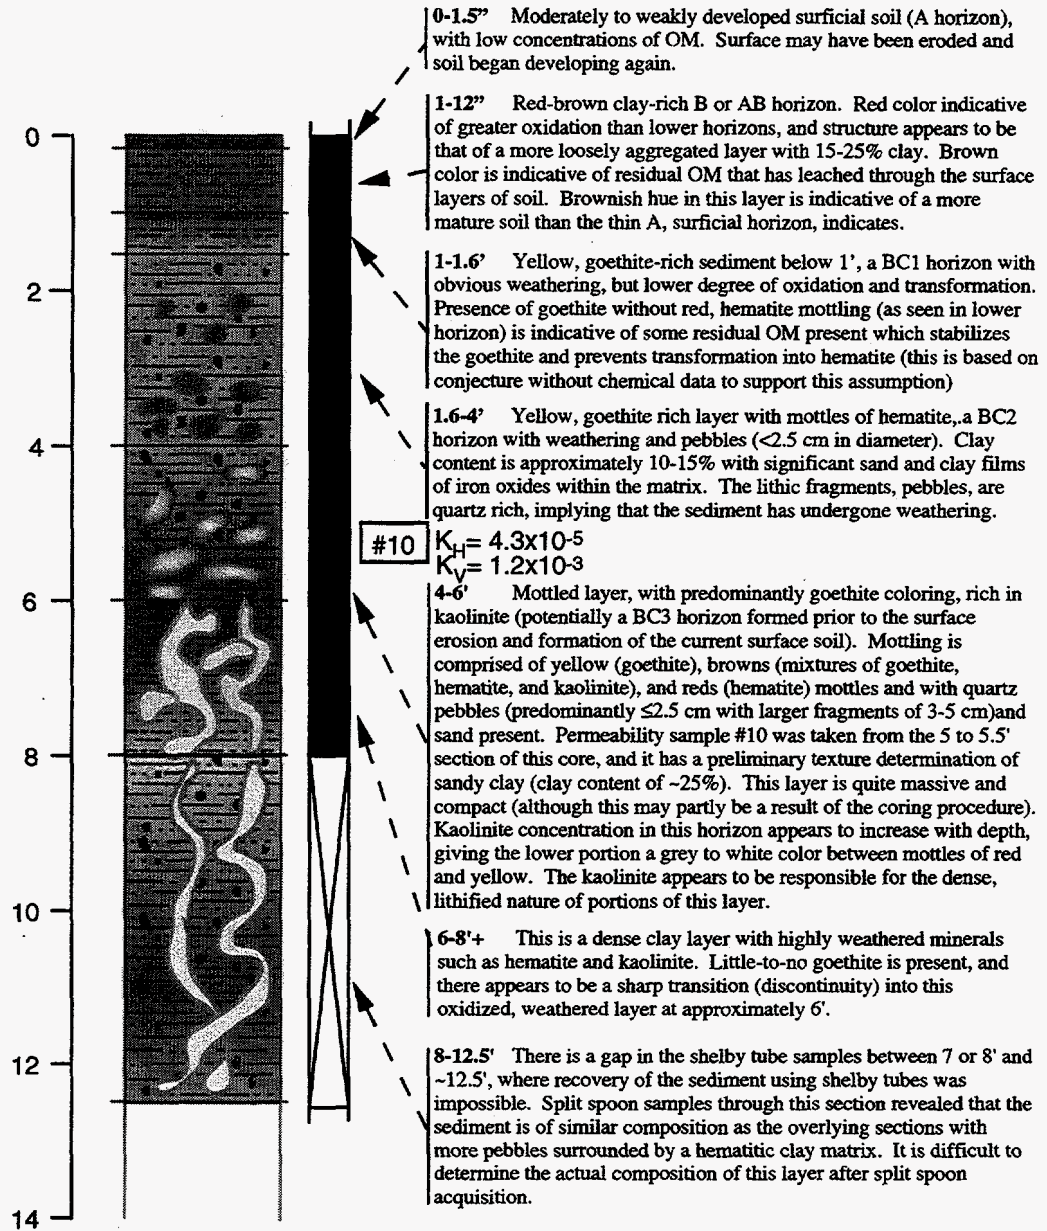 0-1.5” Moderately to weakly developed surficial soil (A horizon),
with low concentrations of OM. Surface may have been eroded and
soil began developing again.
1-12” Red-brown clay-rich B or AB horizon. Red color indicative
of greater oxidation than lower horizons, and structure appears to be
that of a more loosely aggregated layer with 15-25% clay. Brown
color is indicative of residual OM that has leached through the surface
layers of soil. Brownish hue in this layer is indicative of a more
mature soil than the thin A, surficial horizon, indicates.
1-1.6' Yellow, goethite-rich sediment below 1', a BC1 horizon with
obvious weathering, but lower degree of oxidation and transformation.
Presence of goethite without red, hematite mottling (as seen in lower
horizon) is indicative of some residual OM present which stabilizes
the goethite and prevents transformation into hematite (this is based on
conjecture without chemical data to support this assumption)
1.6-4' Yellow, goethite rich layer with mottles of hematite,.a BC2
horizon with weathering and pebbles (<2.5 cm in diameter). Clay
content is approximately 10-15% with significant sand and clay films
of iron oxides within the matrix. The lithic fragments, pebbles, are
quartz rich, implying that the sediment has undergone weathering.
#10 K_H= 4.3x10^-5
K_V= 1.2x10^-3
4-6' Mottled layer, with predominantly goethite coloring, rich in
kaolinite (potentially a BC3 horizon formed prior to the surface
erosion and formation of the current surface soil). Mottling is
comprised of yellow (goethite), browns (mixtures of goethite,
hematite, and kaolinite), and reds (hematite) mottles and with quartz
pebbles (predominantly ≤2.5 cm with larger fragments of 3-5 cm)and
sand present. Permeability sample #10 was taken from the 5 to 5.5'
section of this core, and it has a preliminary texture determination of
sandy clay (clay content of ~25%). This layer is quite massive and
compact (although this may partly be a result of the coring procedure).
Kaolinite concentration in this horizon appears to increase with depth,
giving the lower portion a grey to white color between mottles of red
and yellow. The kaolinite appears to be responsible for the dense,
lithified nature of portions of this layer.
6-8'+ This is a dense clay layer with highly weathered minerals
such as hematite and kaolinite. Little-to-no goethite is present, and
there appears to be a sharp transition (discontinuity) into this
oxidized, weathered layer at approximately 6'.
8-12.5' There is a gap in the shelby tube samples between 7 or 8' and
~12.5', where recovery of the sediment using shelby tubes was
impossible. Split spoon samples through this section revealed that the
sediment is of similar composition as the overlying sections with
more pebbles surrounded by a hematitic clay matrix. It is difficult to
determine the actual composition of this layer after split spoon
acquisition.
0
2
4
6
8
10
12
14